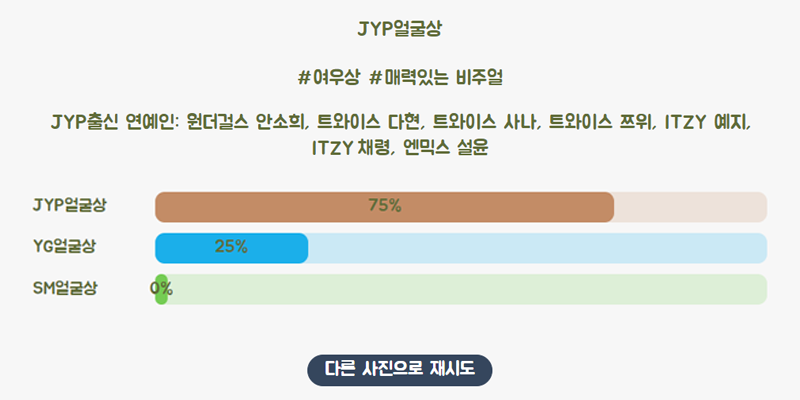 JYP얼굴상
#여우상 #매력있는 비주얼
JYP출신 연예인: 원더걸스 안소희, 트와이스 다현, 트와이스 사나, 트와이스 쯔위, ITZY 예지,
ITZY 채령, 엔믹스 설윤
JYP얼굴상 75%
YG얼굴상 25%
SM얼굴상 0%
다른 사진으로 재시도